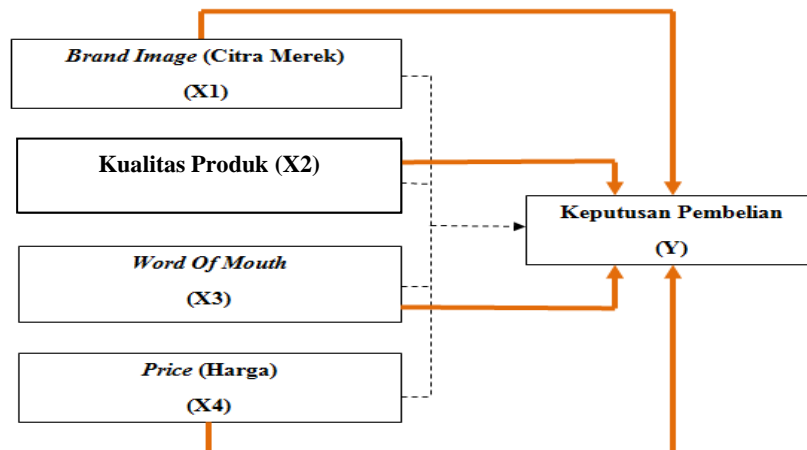 Brand Image (Citra Merek)
(X1)
Kualitas Produk (X2)
Keputusan Pembelian
(Y)
Word Of Mouth
(X3)
Price (Harga)
(X4)